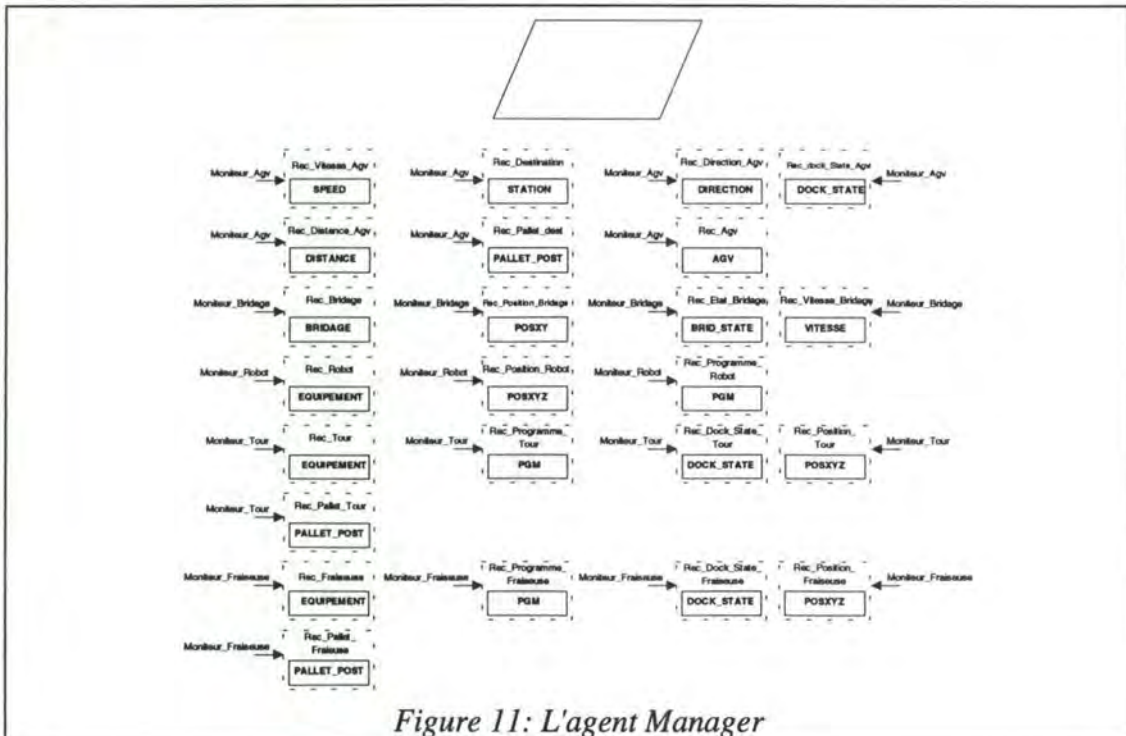 Moniteur_Agv Rec_Vitesse_Agv SPEED
Moniteur_Agv Rec_Destination STATION
Moniteur_Agv Rec_Direction_Agv DIRECTION
Rec_dock_State_Agv DOCK_STATE Moniteur_Agv
Moniteur_Agv Rec_Distance_Agv DISTANCE
Moniteur_Agv Rec_Pallet_dest PALLET_POST
Moniteur_Agv Rec_Agv AGV
Moniteur_Bridage Rec_Bridage BRIDAGE
Moniteur_Bridage Rec_Position_Bridage POSXY
Moniteur_Bridage Rec_Etat_Bridage BRID_STATE
Rec_Vitesse_Bridage VITESSE Moniteur_Bridage
Moniteur_Robot Rec_Robot EQUIPEMENT
Moniteur_Robot Rec_Position_Robot POSXYZ
Moniteur_Robot Rec_Programme_
Robot
PGM
Moniteur_Tour Rec_Tour EQUIPEMENT
Moniteur_Tour Rec_Programme_
Tour
PGM
Moniteur_Tour Rec_Dock_State_
Tour
DOCK_STATE
Rec_Position_
Tour
POSXYZ
Moniteur_Tour
Moniteur_Tour Rec_Pallet_Tour PALLET_POST
Moniteur_Fraiseuse Rec_Fraiseuse EQUIPEMENT
Moniteur_Fraiseuse Rec_Programme_
Fraiseuse
PGM
Moniteur_Fraiseuse Rec_Dock_State_
Fraiseuse
DOCK_STATE
Rec_Position_
Fraiseuse
POSXYZ
Moniteur_Fraiseuse
Moniteur_Fraiseuse Rec_Pallet_
Fraiseuse
PALLET_POST
Figure 11: L'agent Manager